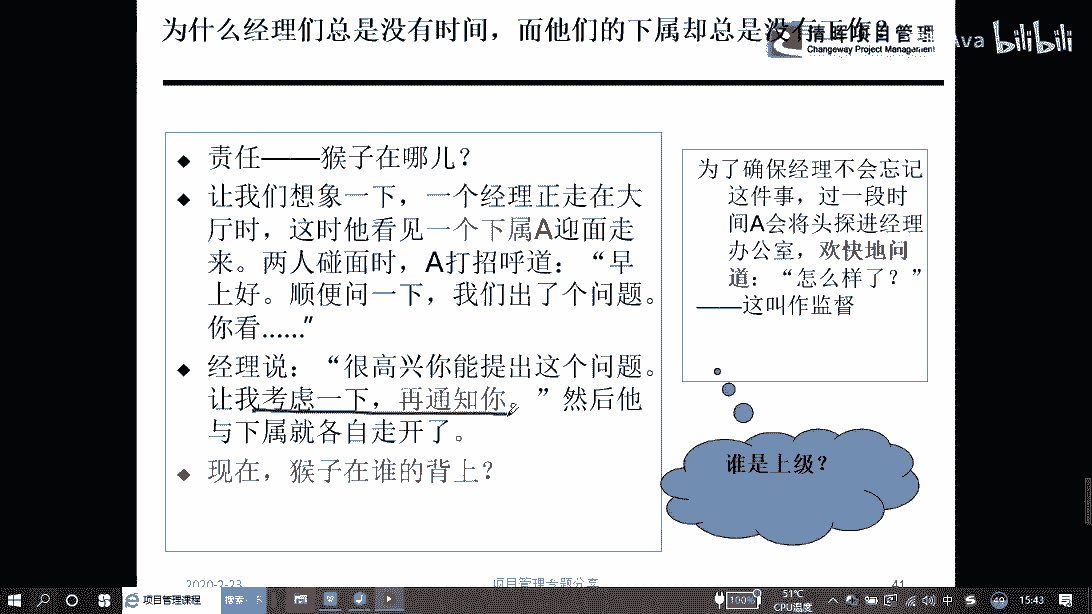 为什么经理们总是没有时间，而他们的下属却总是没有工作？
清晖项目管理
Changeway Project Management
Ava bilibili
责任——猴子在哪儿？
让我们想象一下，一个经理正走在大
厅时，这时他看见一个下属A迎面走
来。两人碰面时，A打招呼道：“早
上好。顺便问一下，我们出了个问题。
你看……”
经理说：“很高兴你能提出这个问题。
让我考虑一下，再通知你。”然后他
与下属就各自走开了。
现在，猴子在谁的背上？
为了确保经理不会忘记
这件事，过一段时
间A会将头探进经理
办公室，欢快地问
道：“怎么样了？”
——这叫作监督
谁是上级？
2020-2-23
项目管理专题分享
41
项目管理课程
搜索一下
100%
51℃
CPU温度
中
49
15:43